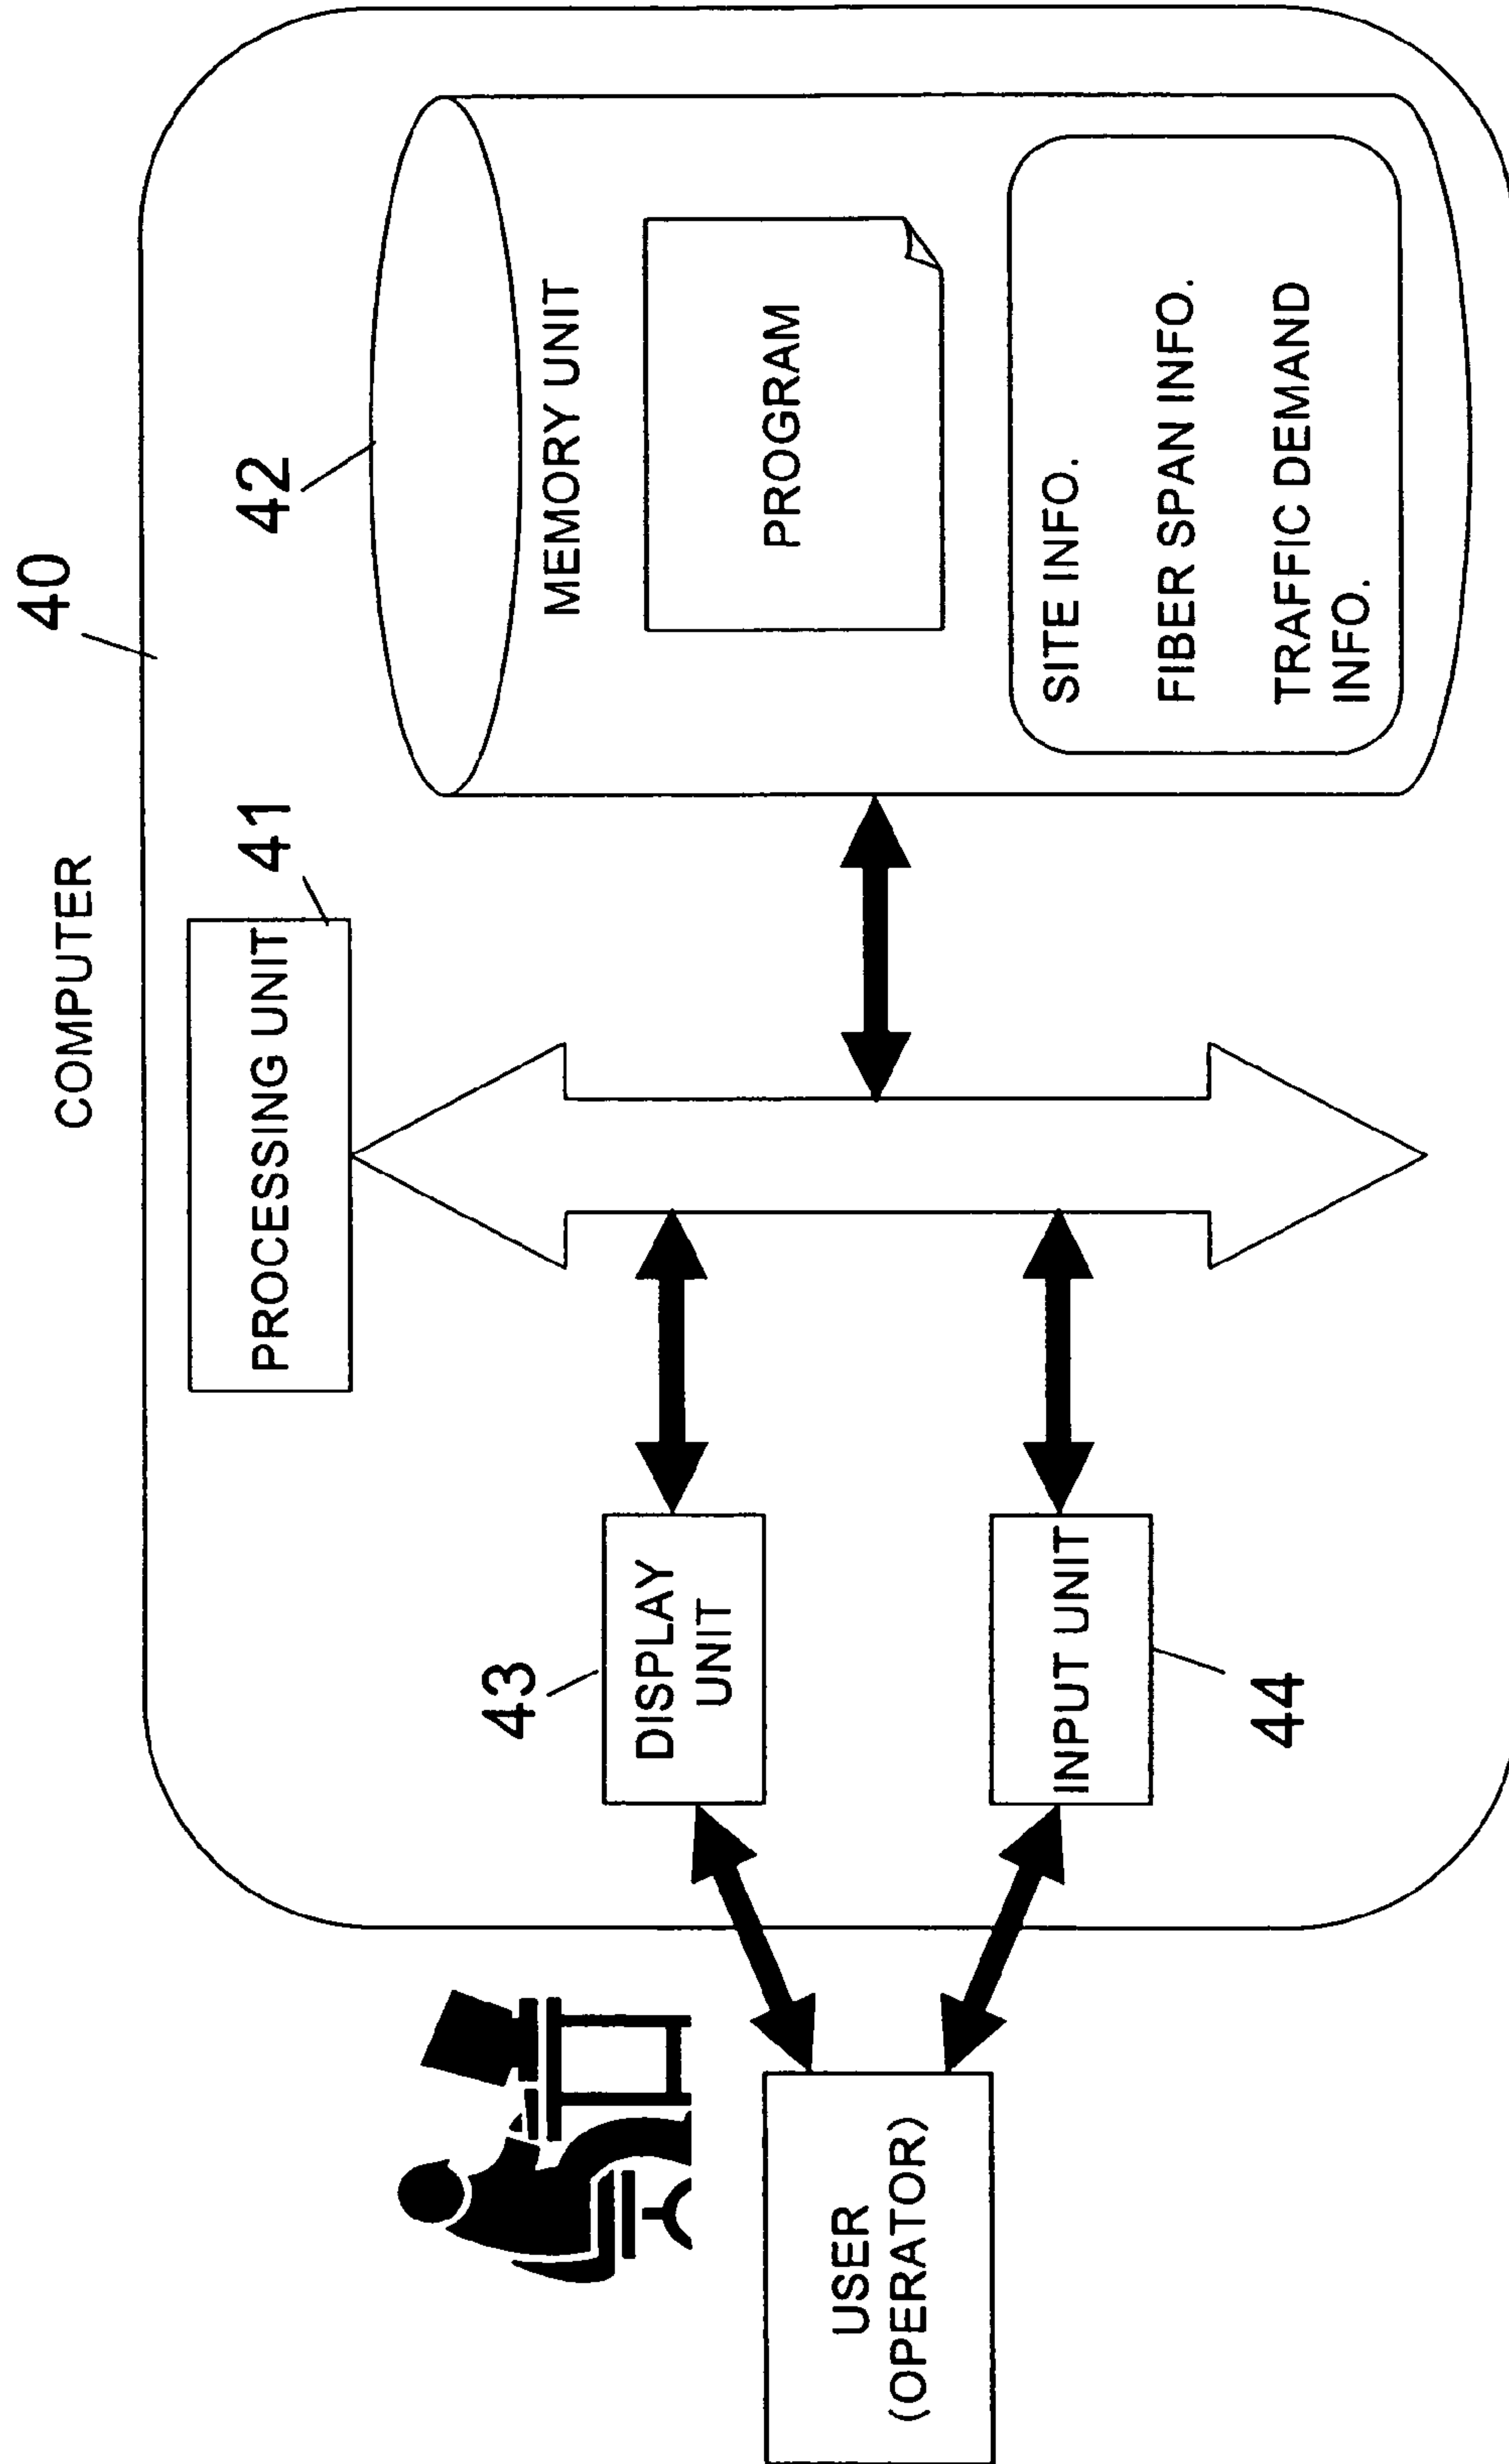 COMPUTER
40
PROCESSING UNIT
41
42
MEMORY UNIT
PROGRAM
SITE INFO.
FIBER SPAN INFO.
TRAFFIC DEMAND
INFO.
43
DISPLAY
UNIT
INPUT UNIT
44
USER
(OPERATOR)